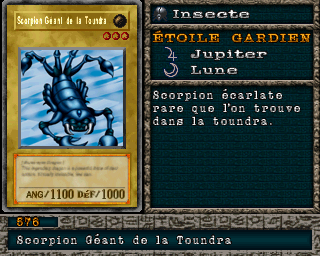 Scorpion Géant de la Toundra
ANG/1100 DÉF/1000
Insecte
ÉTOILE GARDIEN
Jupiter
Lune
Scorpion écarlate
rare que l'on trouve
dans la toundra.
576
Scorpion Géant de la Toundra